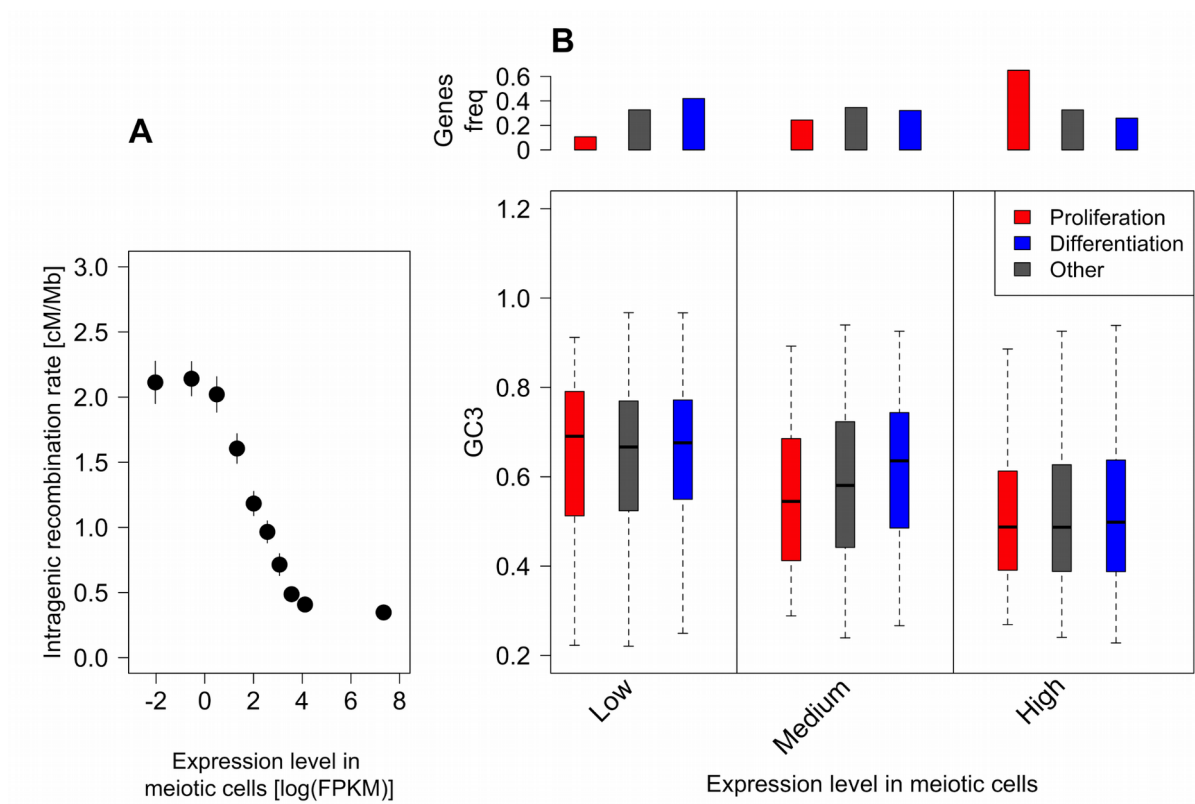 A
Intragenic recombination rate [cM/Mb]
3.0
2.5
2.0
1.5
1.0
0.5
0.0
-2 0 2 4 6 8
Expression level in
meiotic cells [log(FPKM)]
B
Genes
freq
0.6
0.4
0.2
0
GC3
1.2
1.0
0.8
0.6
0.4
0.2
Proliferation
Differentiation
Other
Low Medium High
Expression level in meiotic cells